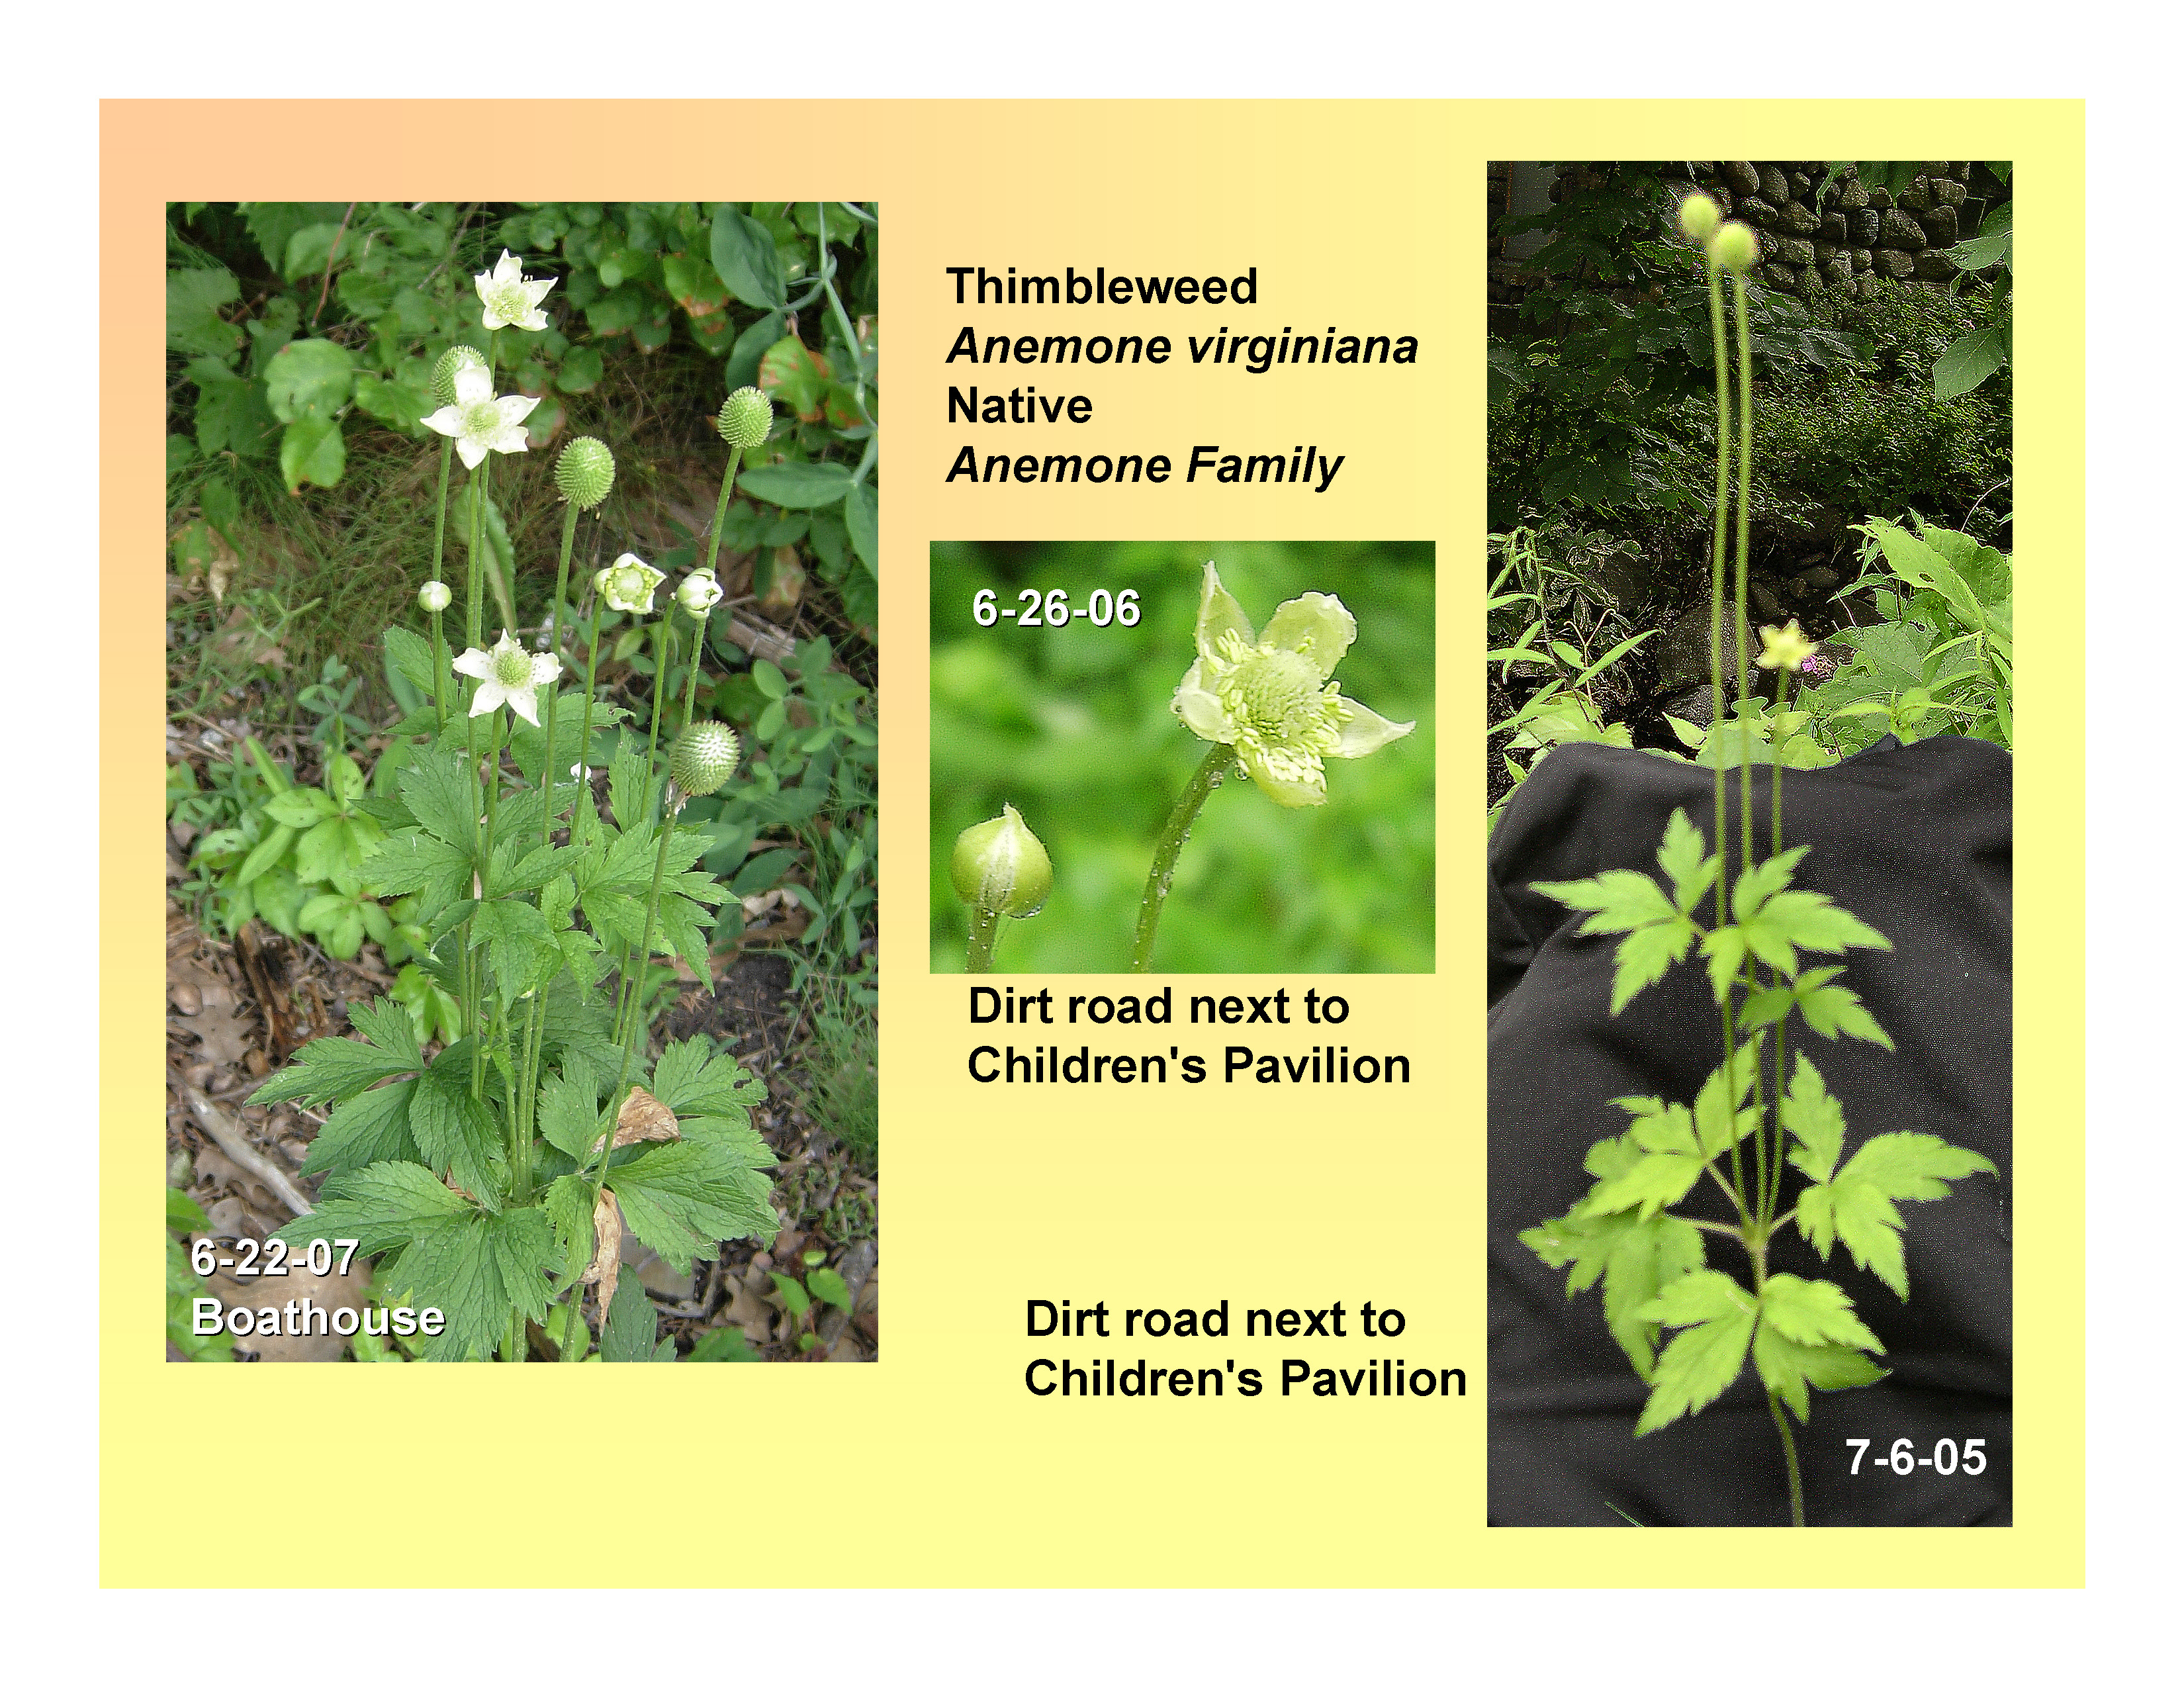 Thimbleweed
Anemone virginiana
Native
Anemone Family
6-26-06
Dirt road next to
Children's Pavilion
6-22-07
Boathouse
Dirt road next to
Children's Pavilion
7-6-05